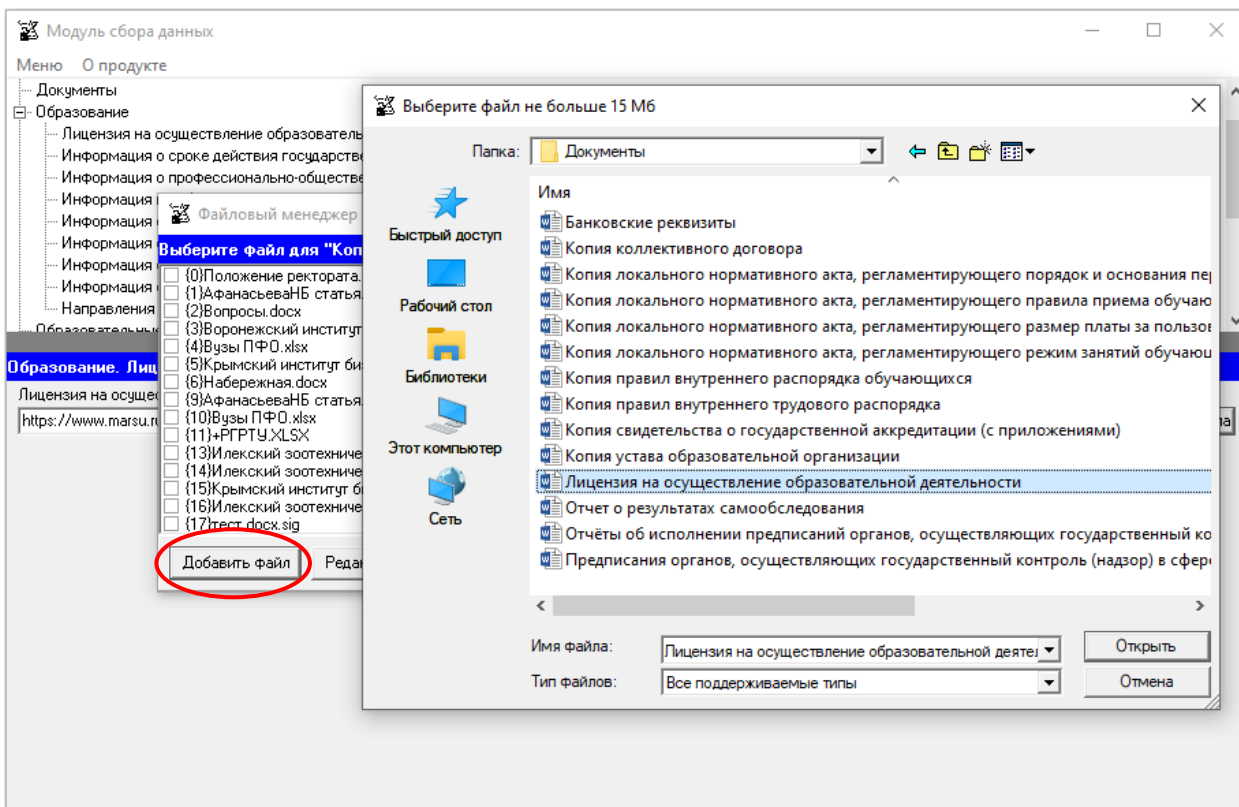 Модуль сбора данных
Меню О продукте
Документы
Образование
Лицензия на осуществление образователь
Информация о сроке действия государстве
Информация о профессионально-обществе
Информация
Информация
Информация
Информация
Информация
Направления
Образовательны
Образование. Лиц
Лицензия на осущес
https://www.marsu.ru
Файловый менеджер
Выберите файл для "Коп
{0}Положение ректората.
{1}АфанасьеваНБ статья.
{2}Вопросы.docx
{3}Воронежский институт
{4}Вузы ПФО.xlsx
{5}Крымский институт би
{6}Набережная.docx
{9}АфанасьеваНБ статья.
{10}Вузы ПФО.xlsx
{11}+РГРТУ.XLSX
{13}Илекский зоотехниче
{14}Илекский зоотехниче
{15}Крымский институт б
{16}Илекский зоотехниче
{17}тест.docx.sig
Добавить файл Редак
Выберите файл не больше 15 Мб
Папка: Документы
Быстрый доступ
Рабочий стол
Библиотеки
Этот компьютер
Сеть
Имя
Банковские реквизиты
Копия коллективного договора
Копия локального нормативного акта, регламентирующего порядок и основания пер
Копия локального нормативного акта, регламентирующего правила приема обучаю
Копия локального нормативного акта, регламентирующего размер платы за пользов
Копия локального нормативного акта, регламентирующего режим занятий обучающ
Копия правил внутреннего распорядка обучающихся
Копия правил внутреннего трудового распорядка
Копия свидетельства о государственной аккредитации (с приложениями)
Копия устава образовательной организации
Лицензия на осуществление образовательной деятельности
Отчет о результатах самообследования
Отчёты об исполнении предписаний органов, осуществляющих государственный ко
Предписания органов, осуществляющих государственный контроль (надзор) в сфер
Имя файла: Лицензия на осуществление образовательной деятел Открыть
Тип файлов: Все поддерживаемые типы Отмена